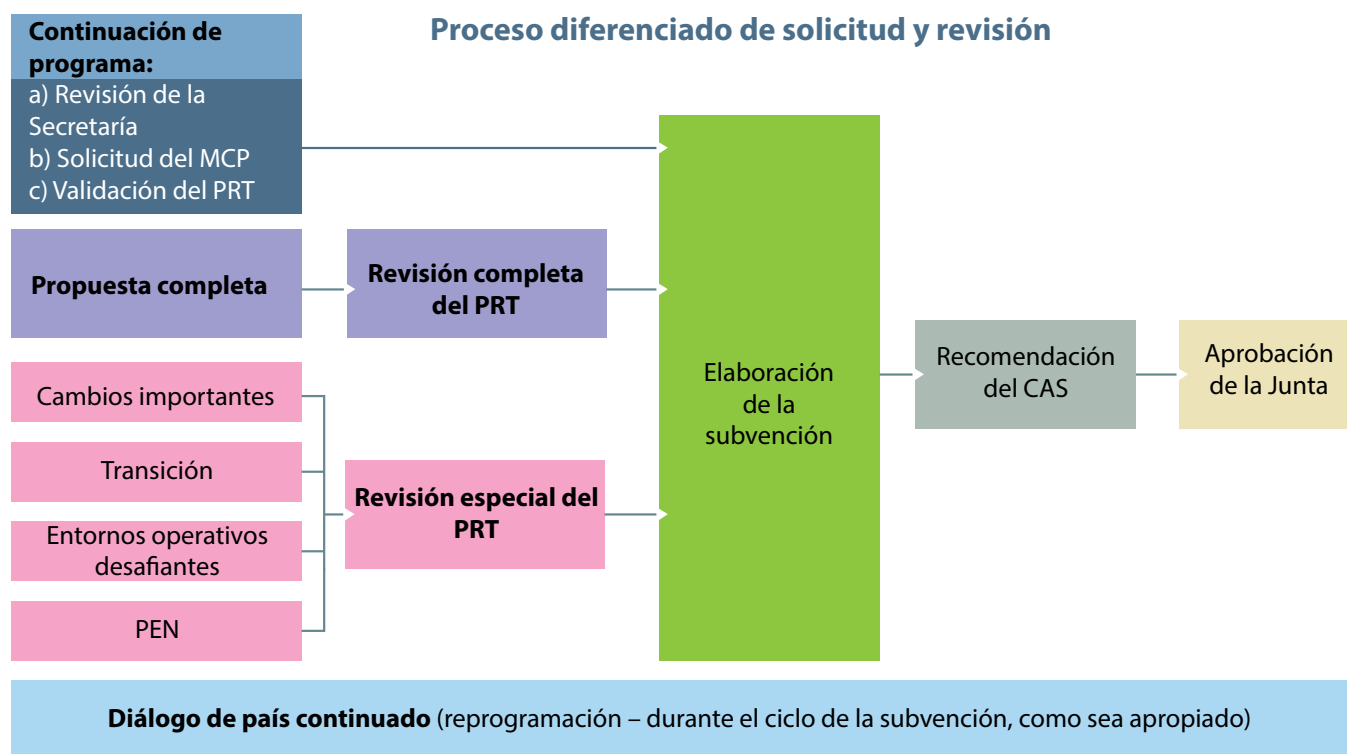 Proceso diferenciado de solicitud y revisión
Continuación de
programa:
a) Revisión de la
Secretaría
b) Solicitud del MCP
c) Validación del PRT
Propuesta completa
Revisión completa
del PRT
Cambios importantes
Transición
Entornos operativos
desafiantes
PEN
Revisión especial del
PRT
Elaboración
de la
subvención
Recomendación
del CAS
Aprobación
de la Junta
Diálogo de país continuado (reprogramación – durante el ciclo de la subvención, como sea apropiado)